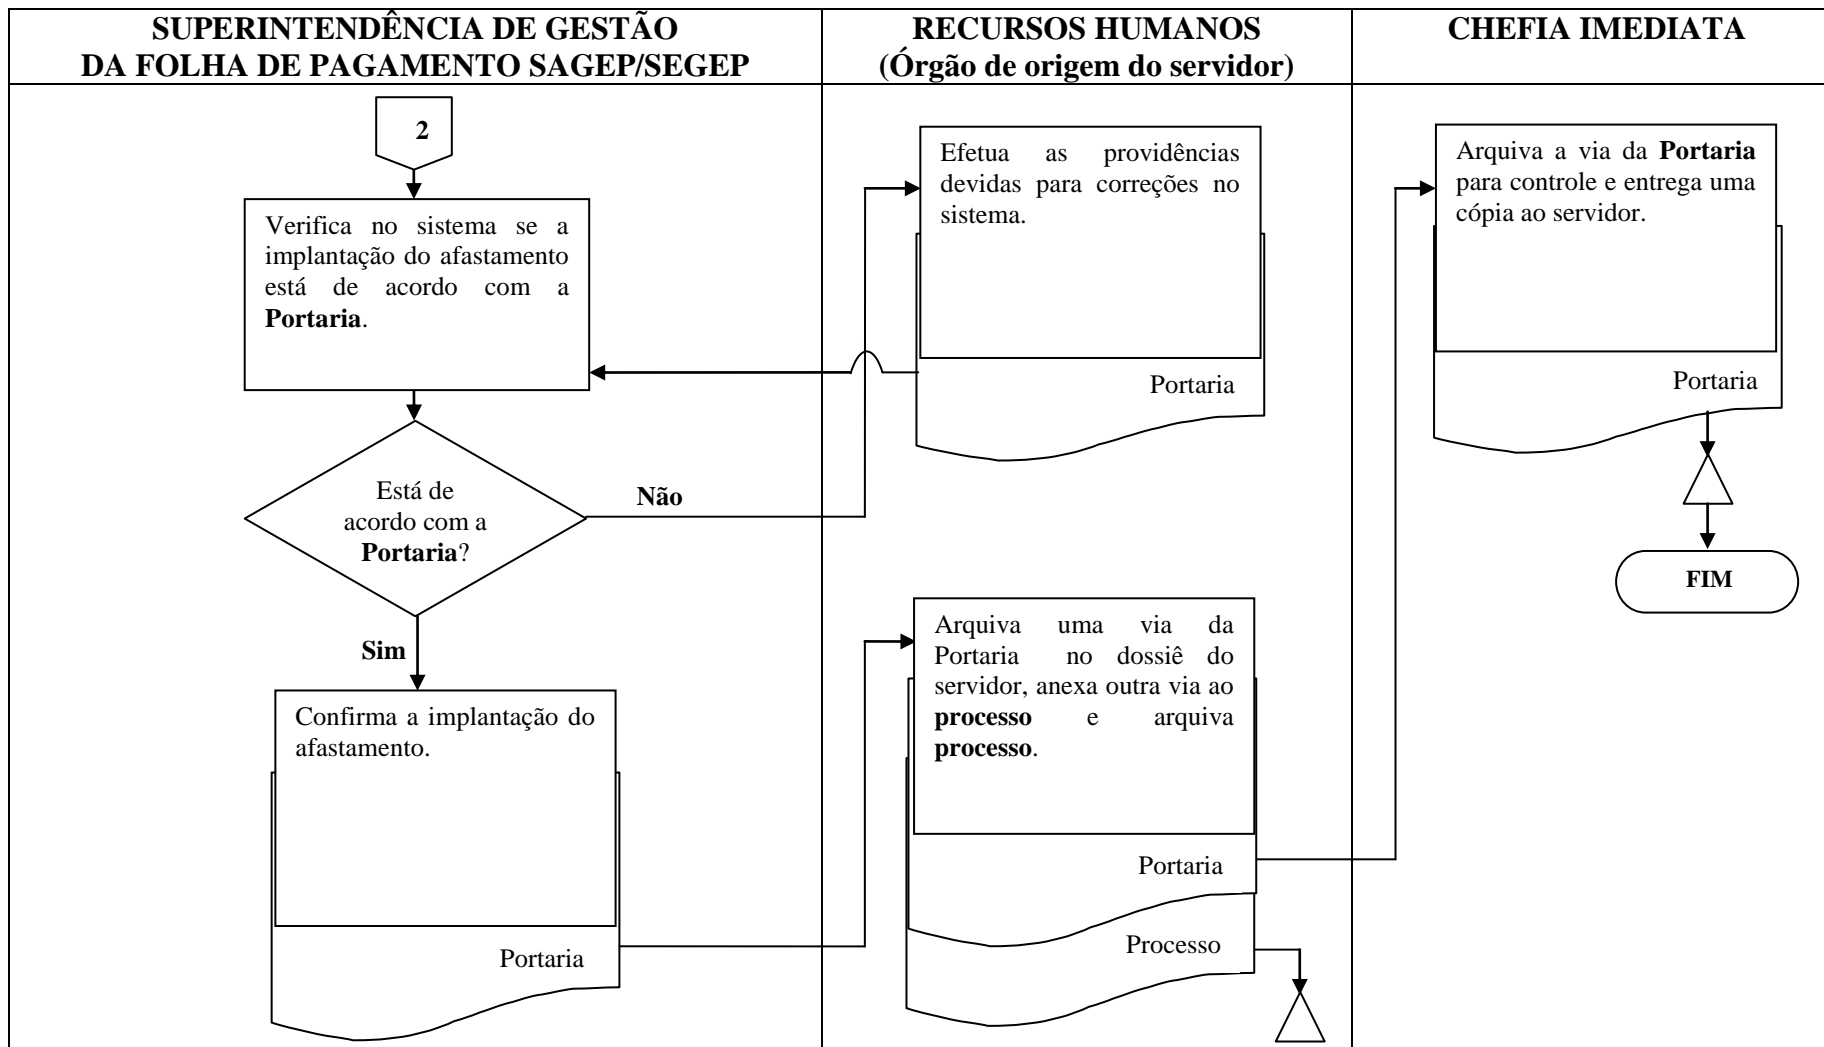 SUPERINTENDÊNCIA DE GESTÃO
DA FOLHA DE PAGAMENTO SAGEP/SEGEP
RECURSOS HUMANOS
(Órgão de origem do servidor)
CHEFIA IMEDIATA
2
Verifica no sistema se a
implantação do afastamento
está de acordo com a
Portaria.
Está de
acordo com a
Portaria?
Não
Sim
Confirma a implantação do
afastamento.
Portaria
Efetua as providências
devidas para correções no
sistema.
Portaria
Arquiva uma via da
Portaria no dossiê do
servidor, anexa outra via ao
processo e arquiva
processo.
Portaria
Processo
Arquiva a via da Portaria
para controle e entrega uma
cópia ao servidor.
Portaria
FIM